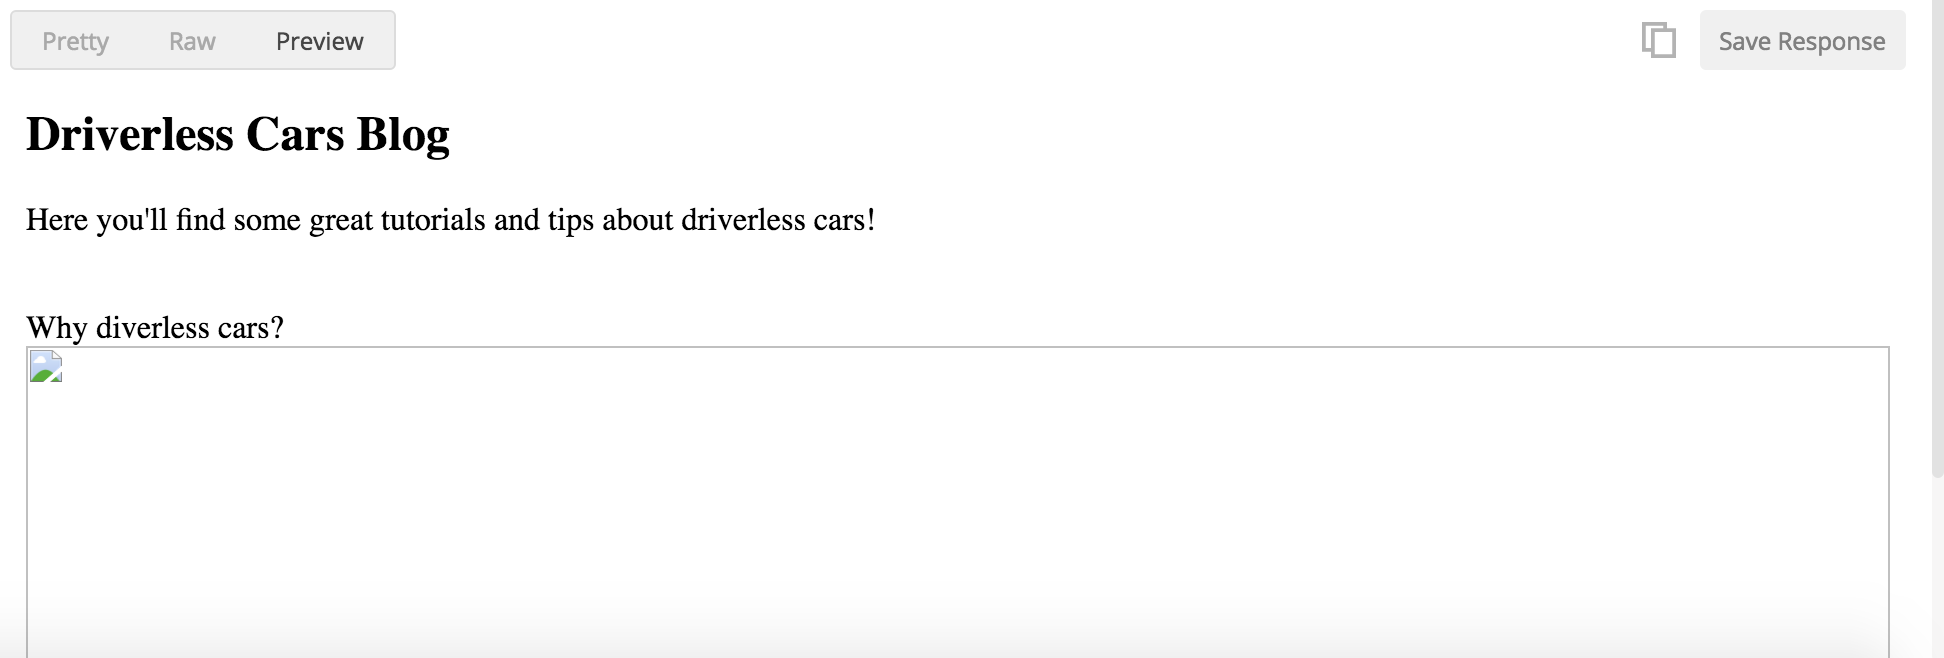 Pretty Raw Preview Save Response
Driverless Cars Blog
Here you'll find some great tutorials and tips about driverless cars!
Why diverless cars?